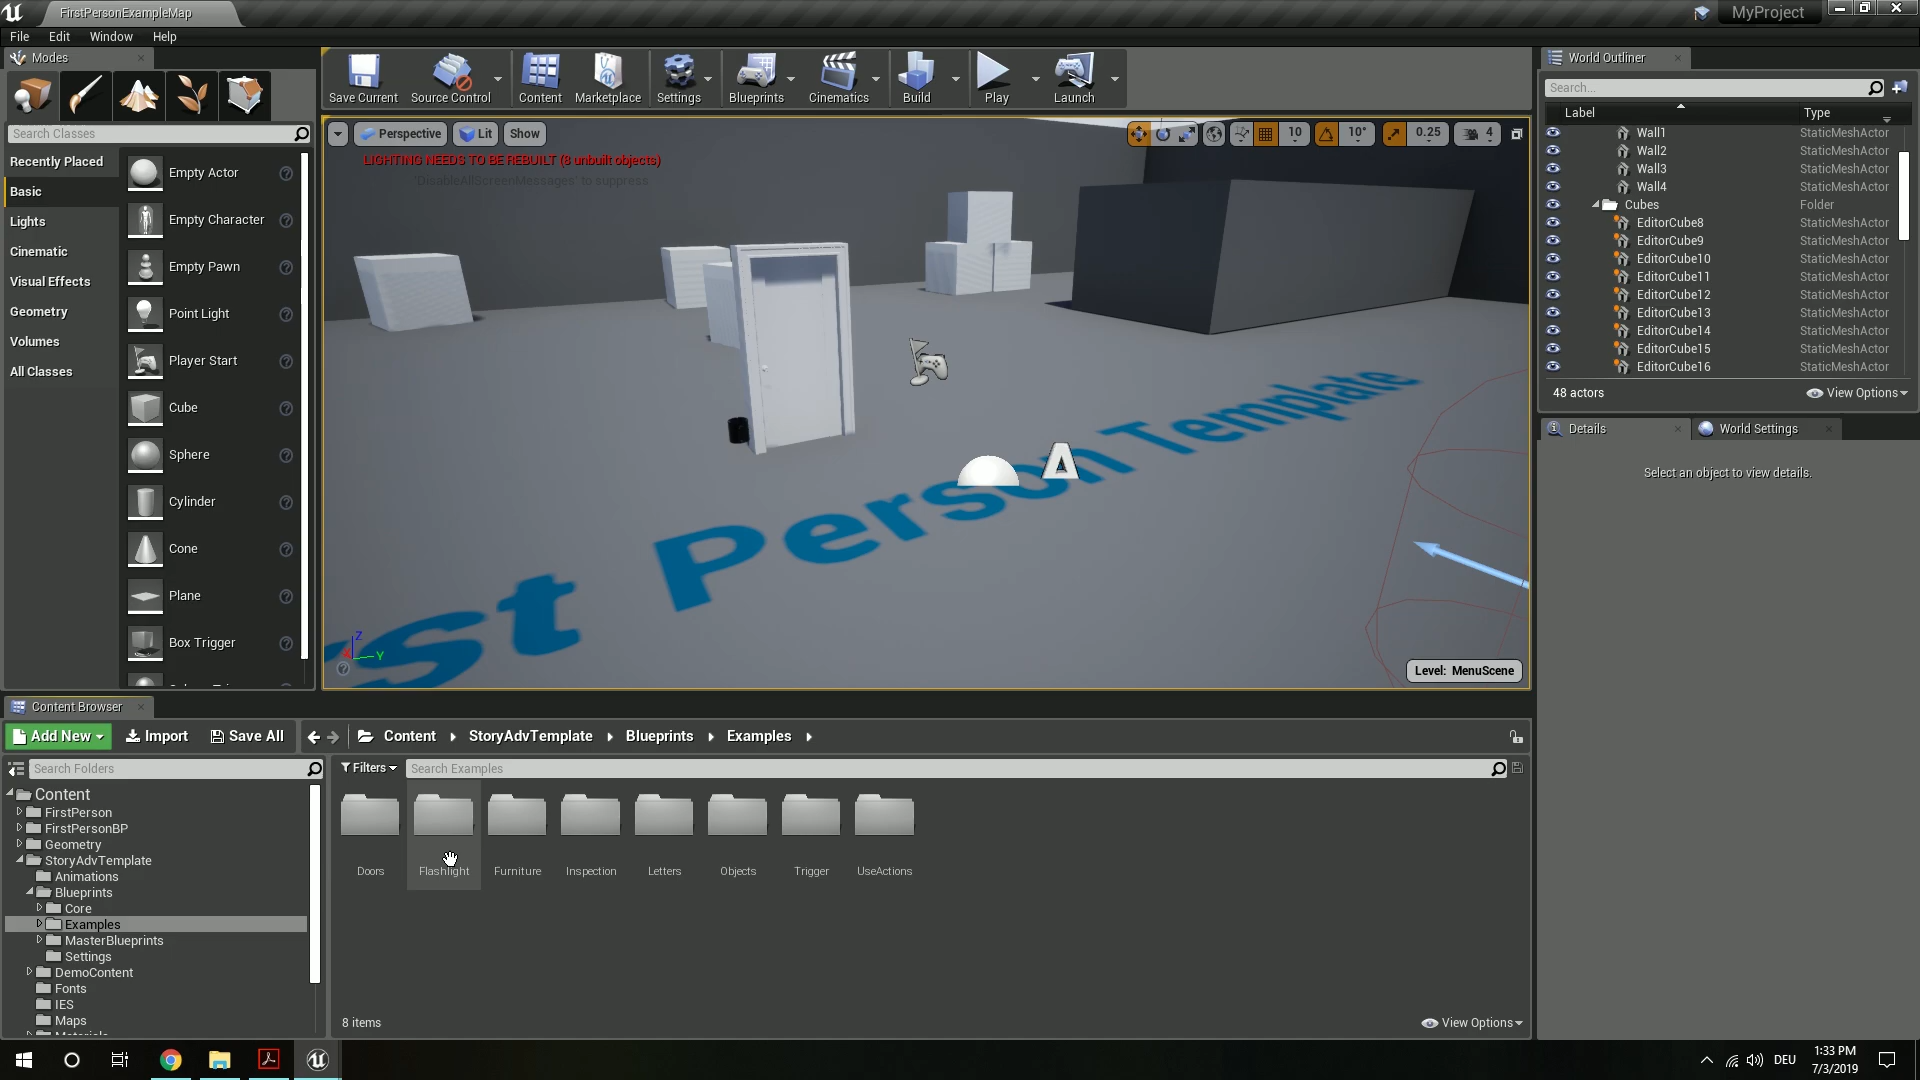 FirstPersonExampleMap
MyProject
File Edit Window Help
Modes
Save Current
Source Control
Content
Marketplace
Settings
Blueprints
Cinematics
Build
Play
Launch
Search Classes
Recently Placed
Basic
Lights
Cinematic
Visual Effects
Geometry
Volumes
All Classes
Empty Actor
Empty Character
Empty Pawn
Point Light
Player Start
Cube
Sphere
Cylinder
Cone
Plane
Box Trigger
Perspective
Lit
Show
10
10°
0.25
4
LIGHTING NEEDS TO BE REBUILT (8 unbuilt objects)
'DisableAllScreenMessages' to suppress
st Person Template
Z
X
Y
Level: MenuScene
World Outliner
Search...
Label Type
Wall1 StaticMeshActor
Wall2 StaticMeshActor
Wall3 StaticMeshActor
Wall4 StaticMeshActor
Cubes Folder
EditorCube8 StaticMeshActor
EditorCube9 StaticMeshActor
EditorCube10 StaticMeshActor
EditorCube11 StaticMeshActor
EditorCube12 StaticMeshActor
EditorCube13 StaticMeshActor
EditorCube14 StaticMeshActor
EditorCube15 StaticMeshActor
EditorCube16 StaticMeshActor
48 actors
View Options
Details
World Settings
Select an object to view details.
Content Browser
Add New
Import
Save All
Content
StoryAdvTemplate
Blueprints
Examples
Search Folders
Filters
Search Examples
Content
FirstPerson
FirstPersonBP
Geometry
StoryAdvTemplate
Animations
Blueprints
Core
Examples
MasterBlueprints
Settings
DemoContent
Fonts
IES
Maps
Doors
Flashlight
Furniture
Inspection
Letters
Objects
Trigger
UseActions
8 items
View Options
DEU
1:33 PM
7/3/2019